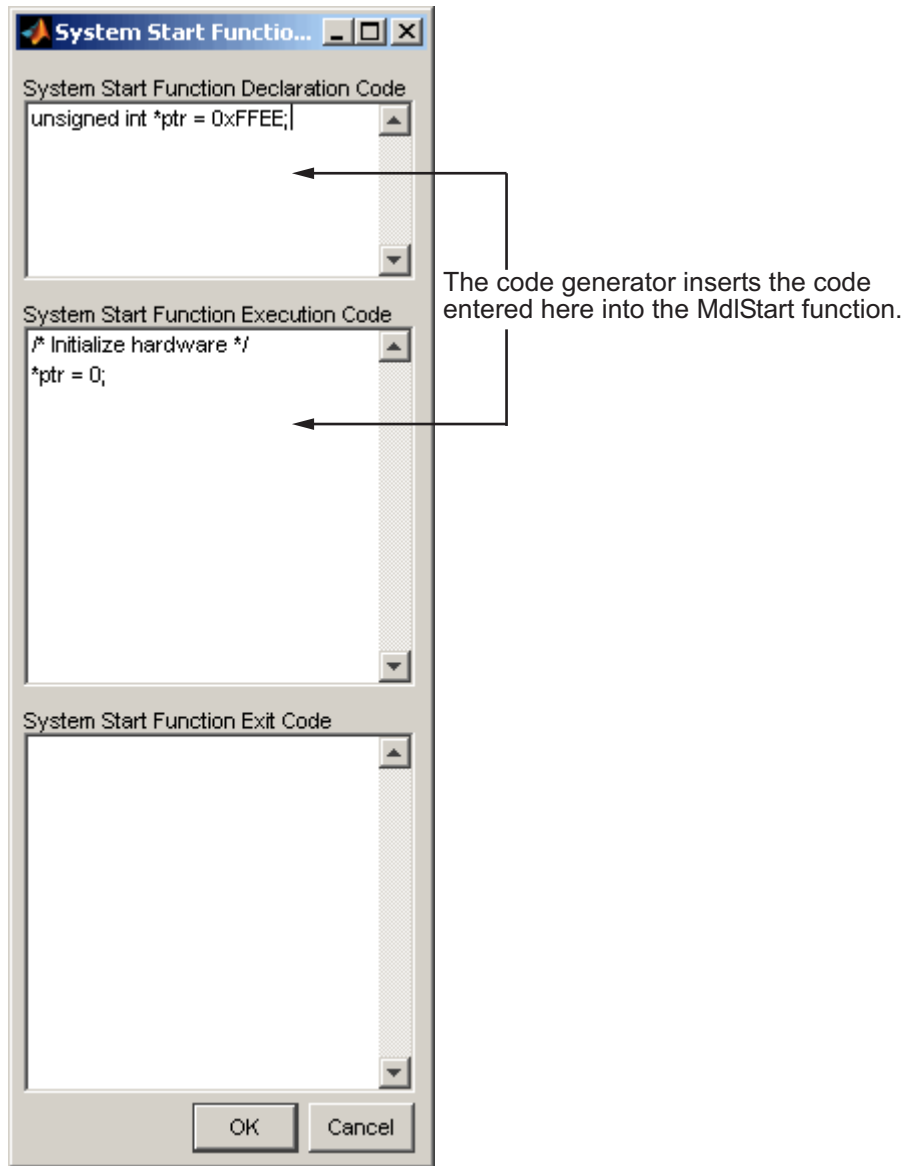 System Start Functio...
System Start Function Declaration Code
unsigned int *ptr = 0xFFEE;
The code generator inserts the code
entered here into the MdlStart function.
System Start Function Execution Code
/* Initialize hardware */
*ptr = 0;
System Start Function Exit Code
OK
Cancel